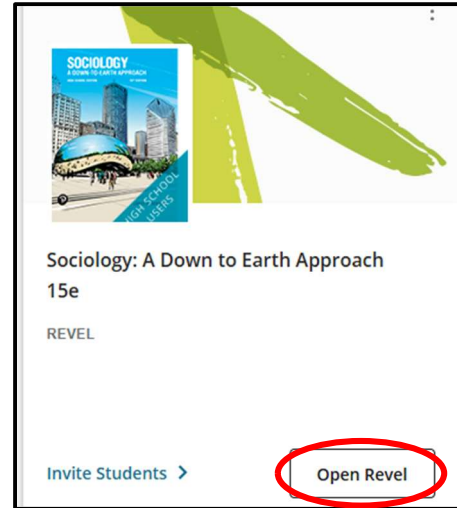 SOCIOLOGY
A DOWN-TO-EARTH APPROACH
HIGH SCHOOL
USERS
Sociology: A Down to Earth Approach
15e
REVEL
Invite Students >
Open Revel